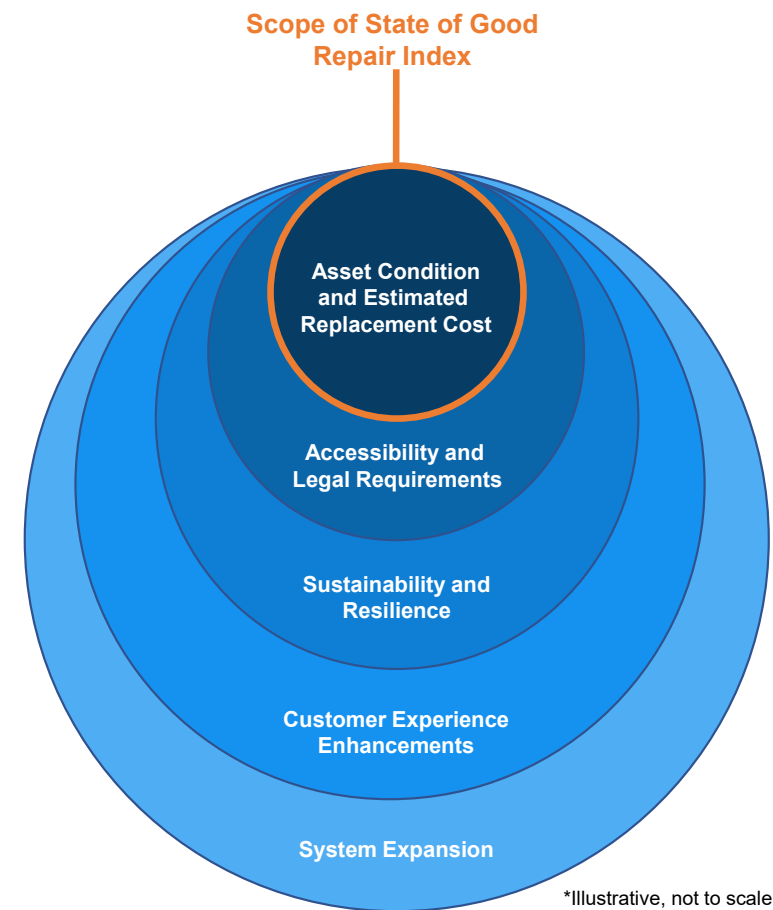 Scope of State of Good
Repair Index
Asset Condition
and Estimated
Replacement Cost
Accessibility and
Legal Requirements
Sustainability and
Resilience
Customer Experience
Enhancements
System Expansion
*Illustrative, not to scale